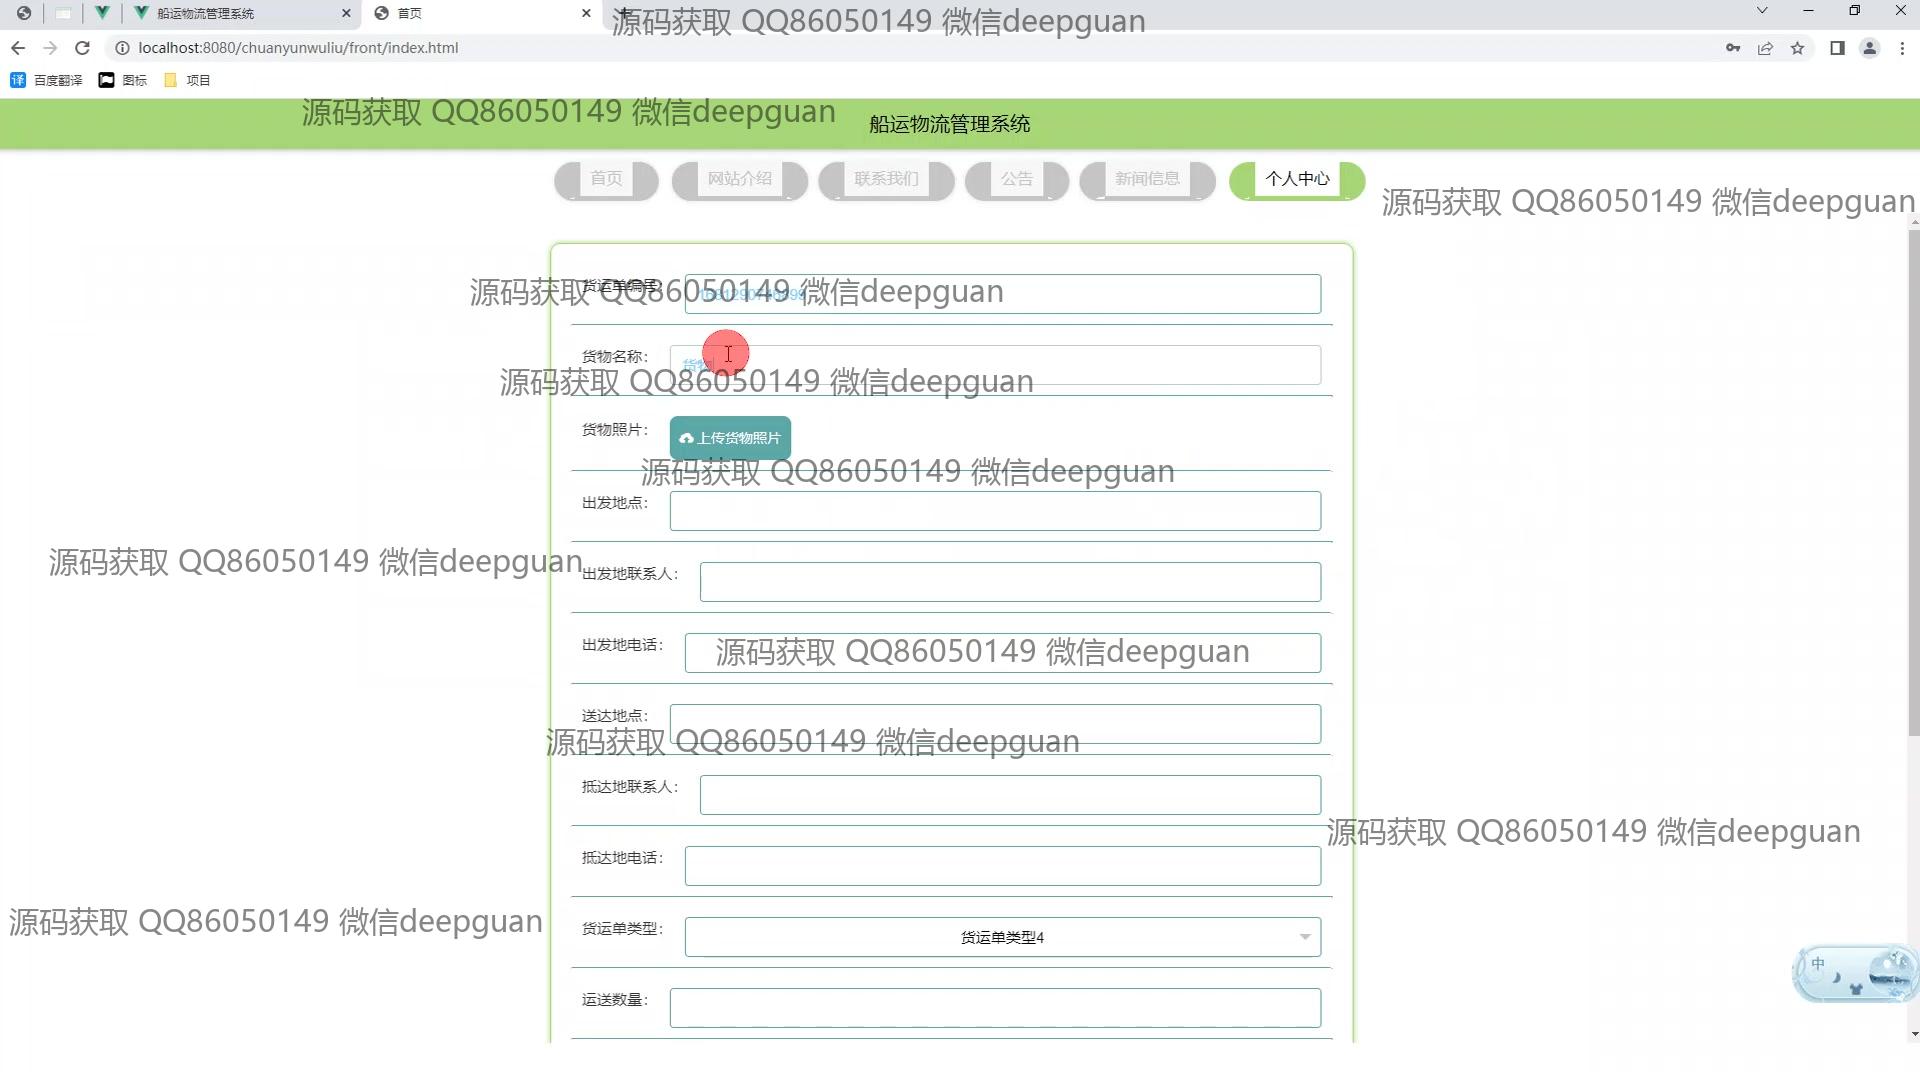 船运物流管理系统
首页
源码获取 QQ86050149 微信deepguan
localhost:8080/chuanyunwuliu/front/index.html
百度翻译 图标 项目
源码获取 QQ86050149 微信deepguan
船运物流管理系统
首页 网站介绍 联系我们 公告 新闻信息 个人中心
源码获取 QQ86050149 微信deepguan
货运单编号:
源码获取 QQ86050149 微信deepguan
货物名称: 货物
源码获取 QQ86050149 微信deepguan
货物照片: 上传货物照片
源码获取 QQ86050149 微信deepguan
出发地点:
源码获取 QQ86050149 微信deepguan
出发地联系人:
出发地电话:
源码获取 QQ86050149 微信deepguan
送达地点:
源码获取 QQ86050149 微信deepguan
抵达地联系人:
源码获取 QQ86050149 微信deepguan
抵达地电话:
源码获取 QQ86050149 微信deepguan
货运单类型: 货运单类型4
中
运送数量: